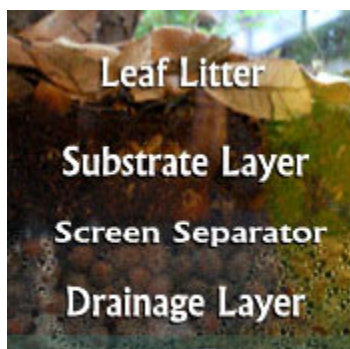 Leaf Litter
Substrate Layer
Screen Separator
Drainage Layer